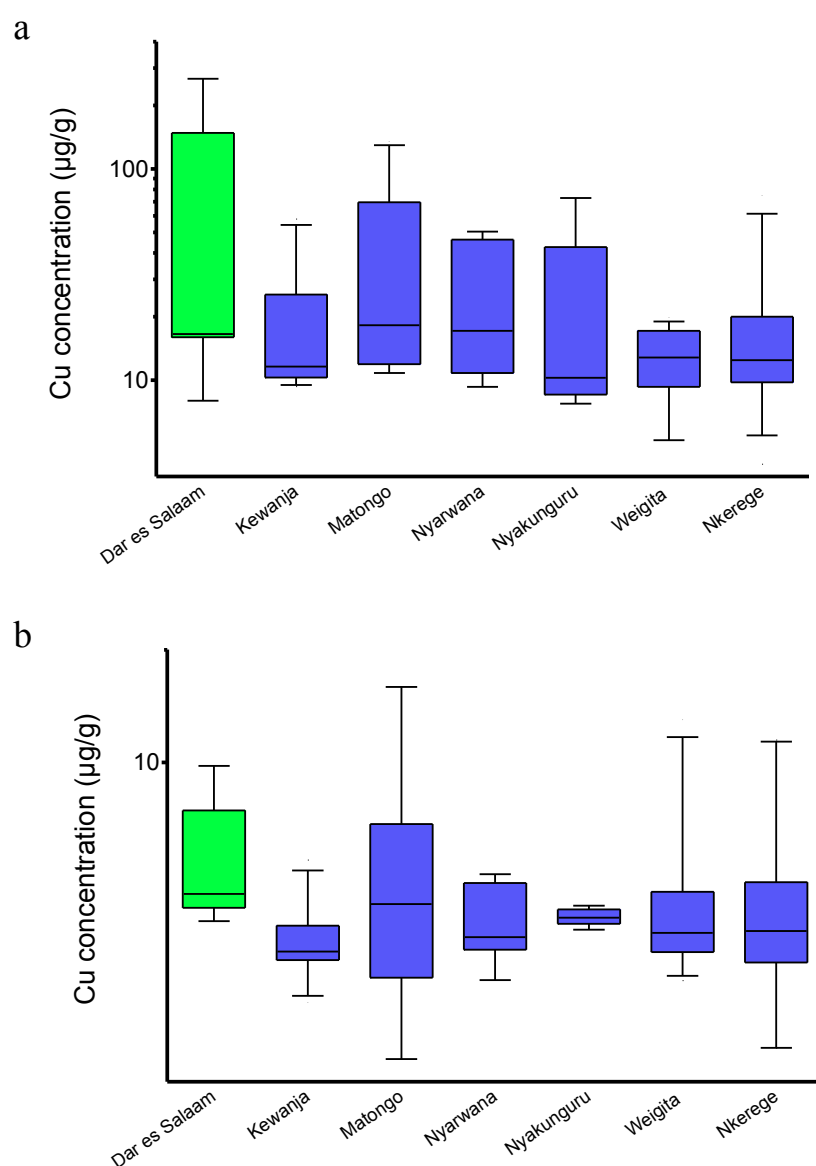 a
Cu concentration (µg/g)
100
10
Dar es Salaam
Kewanja
Matongo
Nyarwana
Nyakunguru
Weigita
Nkerege
b
Cu concentration (µg/g)
10
Dar es Salaam
Kewanja
Matongo
Nyarwana
Nyakunguru
Weigita
Nkerege